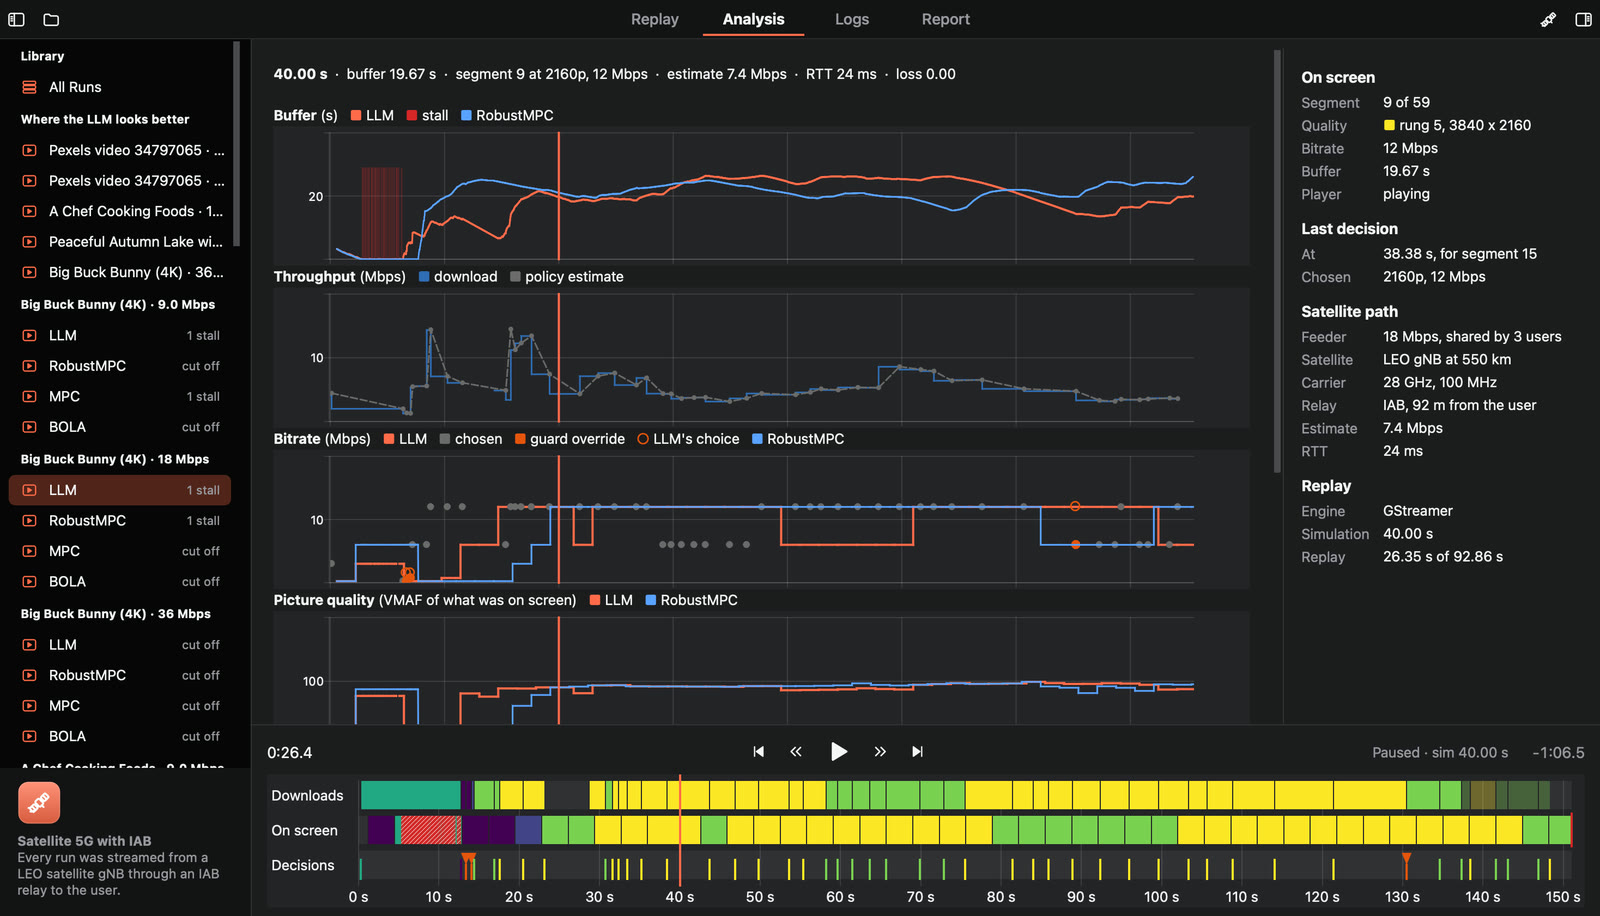 Replay
Analysis
Logs
Report
Library
All Runs
Where the LLM looks better
Pexels video 34797065 · ...
Pexels video 34797065 · ...
A Chef Cooking Foods · 1...
Peaceful Autumn Lake wi...
Big Buck Bunny (4K) · 36...
Big Buck Bunny (4K) · 9.0 Mbps
LLM 1 stall
RobustMPC cut off
MPC 1 stall
BOLA cut off
Big Buck Bunny (4K) · 18 Mbps
LLM 1 stall
RobustMPC 1 stall
MPC cut off
BOLA cut off
Big Buck Bunny (4K) · 36 Mbps
LLM cut off
RobustMPC cut off
MPC cut off
BOLA cut off
A Chef Cooking Foods · 9.0 Mbps
Satellite 5G with IAB
Every run was streamed from a
LEO satellite gNB through an IAB
relay to the user.
40.00 s · buffer 19.67 s · segment 9 at 2160p, 12 Mbps · estimate 7.4 Mbps · RTT 24 ms · loss 0.00
Buffer (s) LLM stall RobustMPC
20
Throughput (Mbps) download policy estimate
10
Bitrate (Mbps) LLM chosen guard override LLM's choice RobustMPC
10
Picture quality (VMAF of what was on screen) LLM RobustMPC
100
On screen
Segment 9 of 59
Quality rung 5, 3840 x 2160
Bitrate 12 Mbps
Buffer 19.67 s
Player playing
Last decision
At 38.38 s, for segment 15
Chosen 2160p, 12 Mbps
Satellite path
Feeder 18 Mbps, shared by 3 users
Satellite LEO gNB at 550 km
Carrier 28 GHz, 100 MHz
Relay IAB, 92 m from the user
Estimate 7.4 Mbps
RTT 24 ms
Replay
Engine GStreamer
Simulation 40.00 s
Replay 26.35 s of 92.86 s
0:26.4
Paused · sim 40.00 s -1:06.5
Downloads
On screen
Decisions
0 s 10 s 20 s 30 s 40 s 50 s 60 s 70 s 80 s 90 s 100 s 110 s 120 s 130 s 140 s 150 s